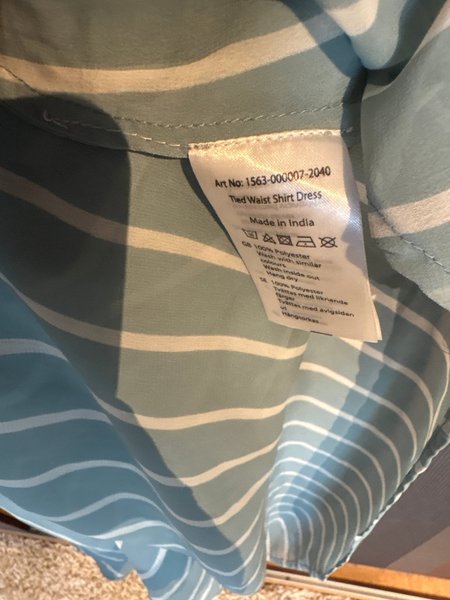 Art No: 1563-000007-2040
Tied Waist Shirt Dress
Made in India
GB 100% Polyester
Wash with similar
colours
Wash inside out
Hang dry
SE 100% Polyester
Tvättas med liknande
färger
Tvättas med avigsidan
ut
Hängtorkas